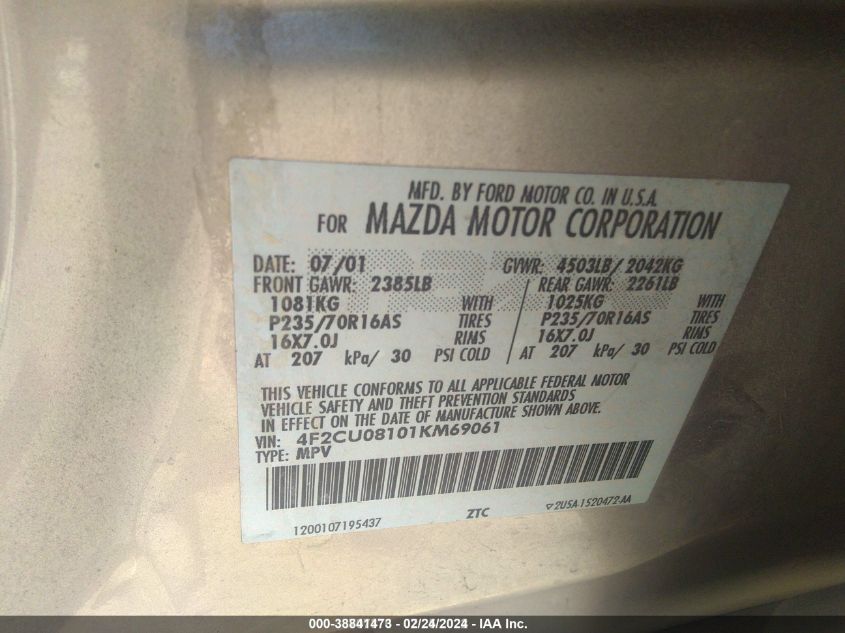 MFD. BY FORD MOTOR CO. IN U.S.A.
FOR MAZDA MOTOR CORPORATION
DATE: 07/01 GVWR: 4503LB/ 2042KG
FRONT GAWR: 2385LB REAR GAWR: 2261LB
1081KG WITH 1025KG WITH
P235/70R16AS TIRES P235/70R16AS TIRES
16X7.0J RIMS 16X7.0J RIMS
AT 207 kPa/ 30 PSI COLD AT 207 kPa/ 30 PSI COLD
THIS VEHICLE CONFORMS TO ALL APPLICABLE FEDERAL MOTOR
VEHICLE SAFETY AND THEFT PREVENTION STANDARDS
IN EFFECT ON THE DATE OF MANUFACTURE SHOWN ABOVE.
VIN: 4F2CU08101KM69061
TYPE: MPV
1200107195437 ZTC ▽2USA-1520472-AA
000-38841473 - 02/24/2024 - IAA Inc.